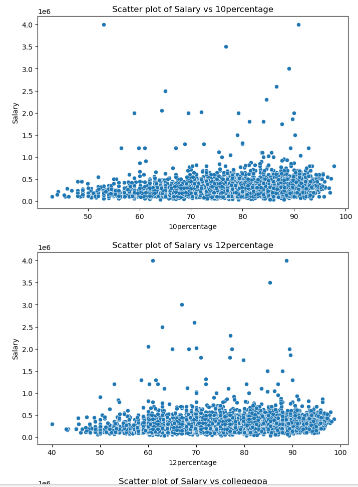 Scatter plot of Salary vs 10percentage
1e6
4.0
3.5
3.0
2.5
2.0
1.5
1.0
0.5
0.0
Salary
50 60 70 80 90 100
10percentage
Scatter plot of Salary vs 12percentage
1e6
4.0
3.5
3.0
2.5
2.0
1.5
1.0
0.5
0.0
Salary
40 50 60 70 80 90 100
12percentage
1e6
Scatter plot of Salary vs collegegpa